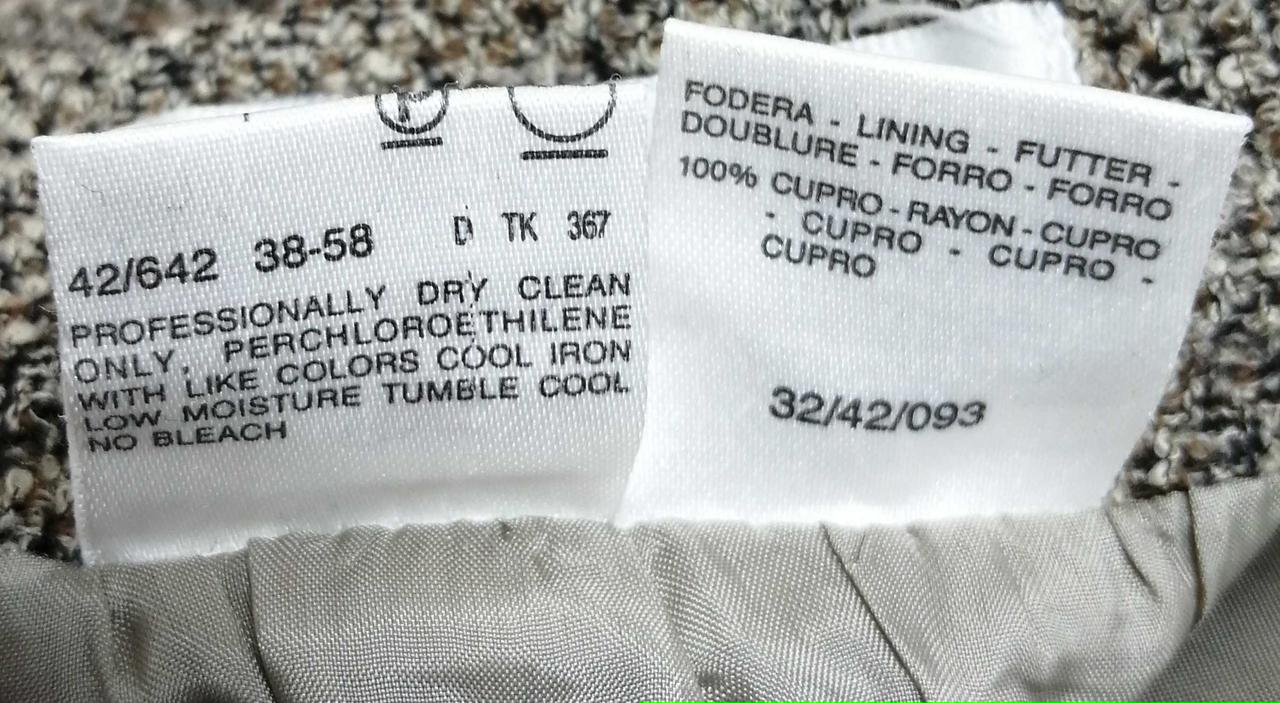 P
42/642 38-58 D TK 367
PROFESSIONALLY DRY CLEAN
ONLY, PERCHLOROETHILENE
WITH LIKE COLORS COOL IRON
LOW MOISTURE TUMBLE COOL
NO BLEACH
FODERA - LINING - FUTTER -
DOUBLURE - FORRO - FORRO
100% CUPRO - RAYON - CUPRO
- CUPRO - CUPRO -
CUPRO
32/42/093